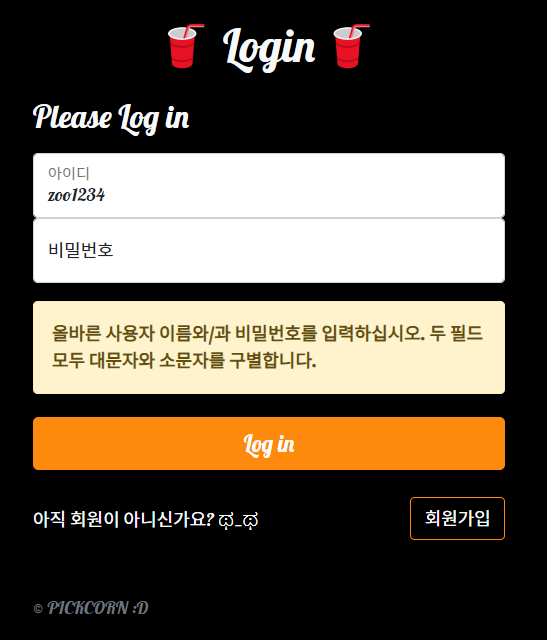 Login
Please Log in
아이디
zoo1234
비밀번호
올바른 사용자 이름와/과 비밀번호를 입력하십시오. 두 필드
모두 대문자와 소문자를 구별합니다.
Log in
아직 회원이 아니신가요? ಥ_ಥ
회원가입
© PICKCORN :D